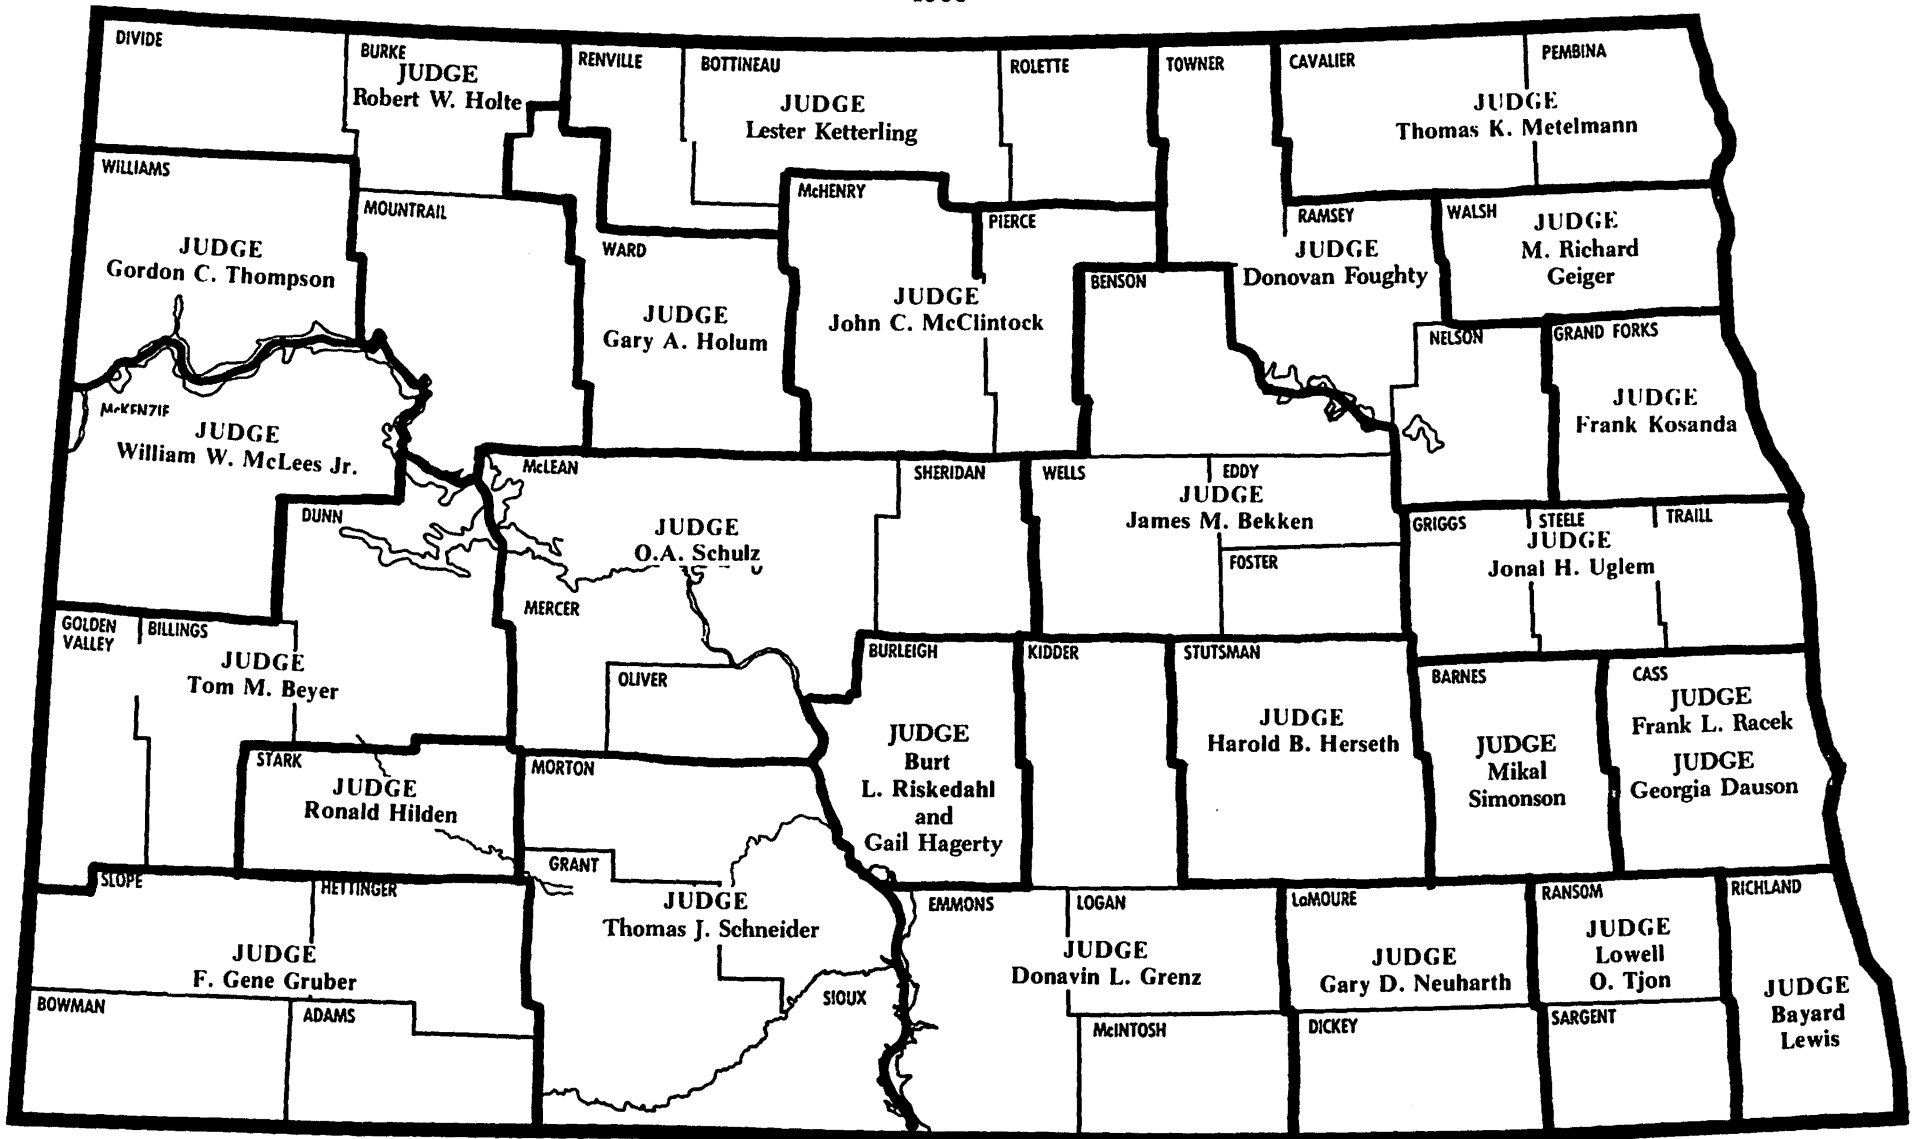 DIVIDE
BURKE
JUDGE
Robert W. Holte
RENVILLE
BOTTINEAU
JUDGE
Lester Ketterling
ROLETTE
TOWNER
CAVALIER
PEMBINA
JUDGE
Thomas K. Metelmann
WILLIAMS
JUDGE
Gordon C. Thompson
MOUNTRAIL
WARD
JUDGE
Gary A. Holum
McHENRY
PIERCE
JUDGE
John C. McClintock
BENSON
RAMSEY
JUDGE
Donovan Foughty
WALSH
JUDGE
M. Richard
Geiger
NELSON
GRAND FORKS
JUDGE
Frank Kosanda
McKENZIE
JUDGE
William W. McLees Jr.
DUNN
McLEAN
JUDGE
O.A. Schulz
SHERIDAN
WELLS
EDDY
JUDGE
James M. Bekken
FOSTER
GRIGGS
STEELE
TRAILL
JUDGE
Jonal H. Uglem
MERCER
GOLDEN
VALLEY
BILLINGS
JUDGE
Tom M. Beyer
OLIVER
BURLEIGH
JUDGE
Burt
L. Riskedahl
and
Gail Hagerty
KIDDER
STUTSMAN
JUDGE
Harold B. Herseth
BARNES
JUDGE
Mikal
Simonson
CASS
JUDGE
Frank L. Racek
JUDGE
Georgia Dauson
STARK
JUDGE
Ronald Hilden
MORTON
GRANT
JUDGE
Thomas J. Schneider
SIOUX
SLOPE
HETTINGER
JUDGE
F. Gene Gruber
BOWMAN
ADAMS
EMMONS
LOGAN
JUDGE
Donavin L. Grenz
McINTOSH
LaMOURE
JUDGE
Gary D. Neuharth
DICKEY
RANSOM
JUDGE
Lowell
O. Tjon
SARGENT
RICHLAND
JUDGE
Bayard
Lewis